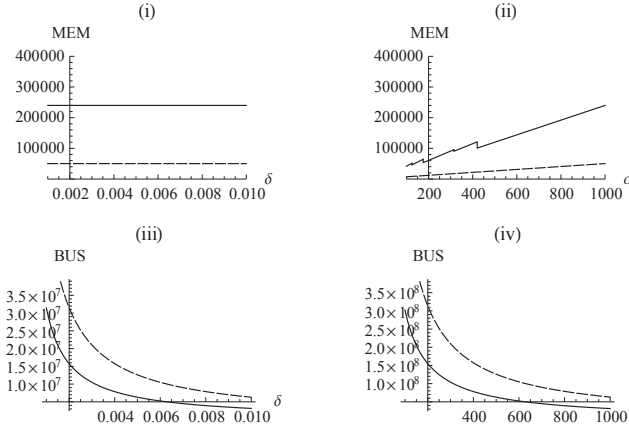 (i)
MEM
400000
300000
200000
100000
0.002 0.004 0.006 0.008 0.010 δ
(ii)
MEM
400000
300000
200000
100000
200 400 600 800 1000
(iii)
BUS
3.5×10⁷
3.0×10⁷
2.5×10⁷
2.0×10⁷
1.5×10⁷
1.0×10⁷
0.004 0.006 0.008 0.010 δ
(iv)
BUS
3.5×10⁸
3.0×10⁸
2.5×10⁸
2.0×10⁸
1.5×10⁸
1.0×10⁸
400 600 800 1000